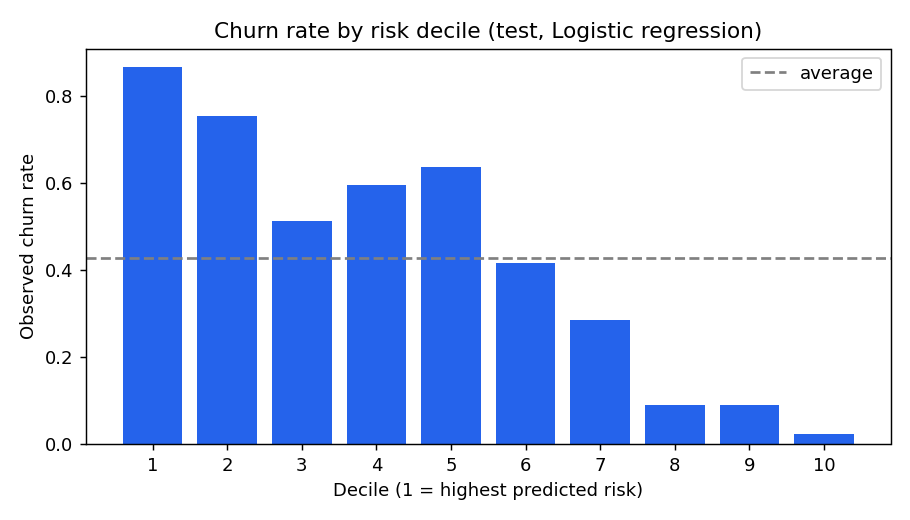 Churn rate by risk decile (test, Logistic regression)
average
Observed churn rate
0.8
0.6
0.4
0.2
0.0
1 2 3 4 5 6 7 8 9 10
Decile (1 = highest predicted risk)